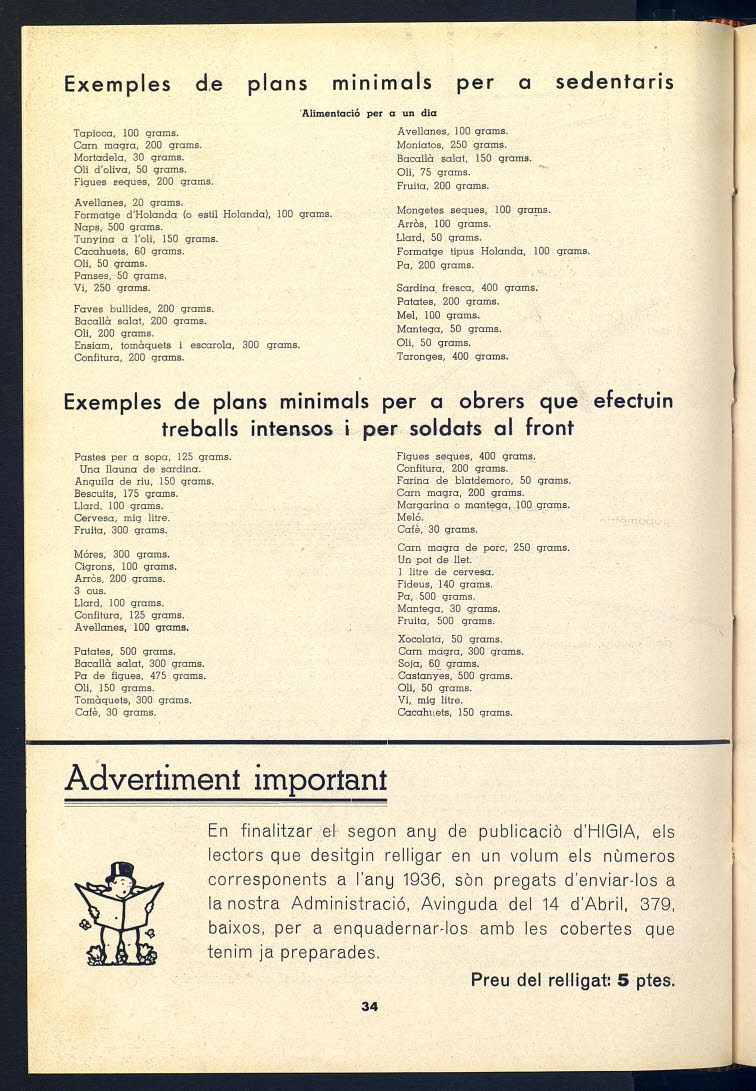 Exemples de plans minimals per a sedentaris
Alimentació per a un dia
Tapioca, 100 grams.
Carn magra, 200 grams.
Mortadela, 30 grams.
Oli d'oliva, 50 grams.
Figues seques, 200 grams.
Avellanes, 20 grams.
Formatge d'Holanda (o estil Holanda), 100 grams.
Naps, 500 grams.
Tunyina a l'oli, 150 grams.
Cacahuets, 60 grams.
Oli, 50 grams.
Panses, 50 grams.
Vi, 250 grams.
Faves bullides, 200 grams.
Bacallà salat, 200 grams.
Oli, 200 grams.
Ensiam, tomàquets i escarola, 300 grams.
Confitura, 200 grams.
Avellanes, 100 grams.
Moniatos, 250 grams.
Bacallà salat, 150 grams.
Oli, 75 grams.
Fruita, 200 grams.
Mongetes seques, 100 grams.
Arròs, 100 grams.
Llard, 50 grams.
Formatge tipus Holanda, 100 grams.
Pa, 200 grams.
Sardina fresca, 400 grams.
Patates, 200 grams.
Mel, 100 grams.
Mantega, 50 grams.
Oli, 50 grams.
Taronges, 400 grams.
Exemples de plans minimals per a obrers que efectuin
treballs intensos i per soldats al front
Pastes per a sopa, 125 grams.
Una llauna de sardina.
Anguila de riu, 150 grams.
Bescuits, 175 grams.
Llard, 100 grams.
Cervesa, mig litre.
Fruita, 300 grams.
Móres, 300 grams.
Cigrons, 100 grams.
Arròs, 200 grams.
3 ous.
Llard, 100 grams.
Confitura, 125 grams.
Avellanes, 100 grams.
Patates, 500 grams.
Bacallà salat, 300 grams.
Pa de figues, 475 grams.
Oli, 150 grams.
Tomàquets, 300 grams.
Cafè, 30 grams.
Figues seques, 400 grams.
Confitura, 200 grams.
Farina de blatdemoro, 50 grams.
Carn magra, 200 grams.
Margarina o mantega, 100 grams.
Meló.
Cafè, 30 grams.
Carn magra de porc, 250 grams.
Un pot de llet.
1 litre de cervesa.
Fideus, 140 grams.
Pa, 500 grams.
Mantega, 30 grams.
Fruita, 500 grams.
Xocolata, 50 grams.
Carn magra, 300 grams.
Soja, 60 grams.
Castanyes, 500 grams.
Oli, 50 grams.
Vi, mig litre.
Cacahuets, 150 grams.
Advertiment important
En finalitzar el segon any de publicaciò d'HIGIA, els
lectors que desitgin relligar en un volum els nùmeros
corresponents a l'any 1936, sòn pregats d'enviar-los a
la nostra Administració, Avinguda del 14 d'Abril, 379,
baixos, per a enquadernar-los amb les cobertes que
tenim ja preparades.
Preu del relligat: 5 ptes.
34